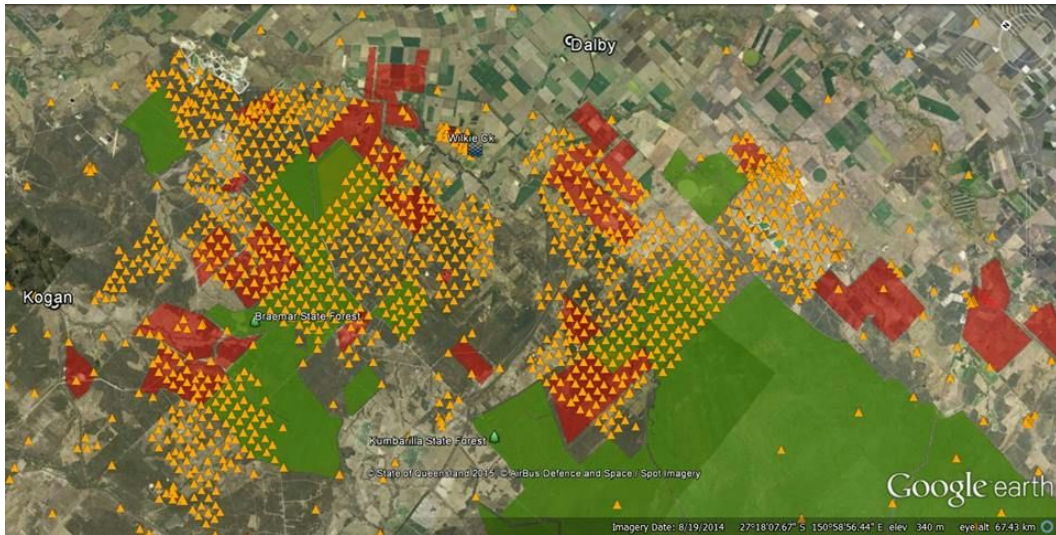 Dalby
Wilkie Ck.
Kogan
Braemar State Forest
Kumbarilla State Forest
© State of Queensland 2015, © AirBus Defence and Space / Spot Imagery
Google earth
Imagery Date: 8/19/2014 27°18'07.67" S 150°58'56.44" E elev 340 m eye alt 67.43 km